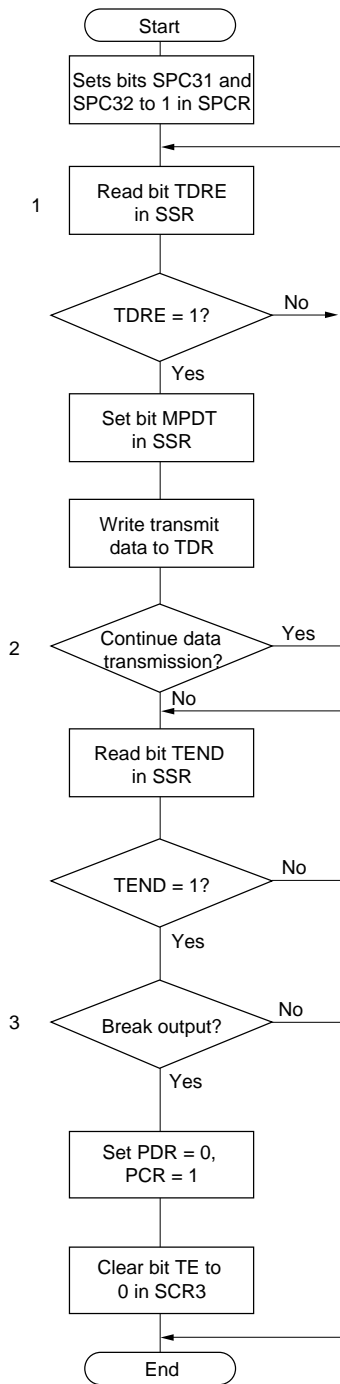 Start
Sets bits SPC31 and
SPC32 to 1 in SPCR
1
Read bit TDRE
in SSR
TDRE = 1?
No
Yes
Set bit MPDT
in SSR
Write transmit
data to TDR
2
Continue data
transmission?
Yes
No
Read bit TEND
in SSR
TEND = 1?
No
Yes
3
Break output?
No
Yes
Set PDR = 0,
PCR = 1
Clear bit TE to
0 in SCR3
End